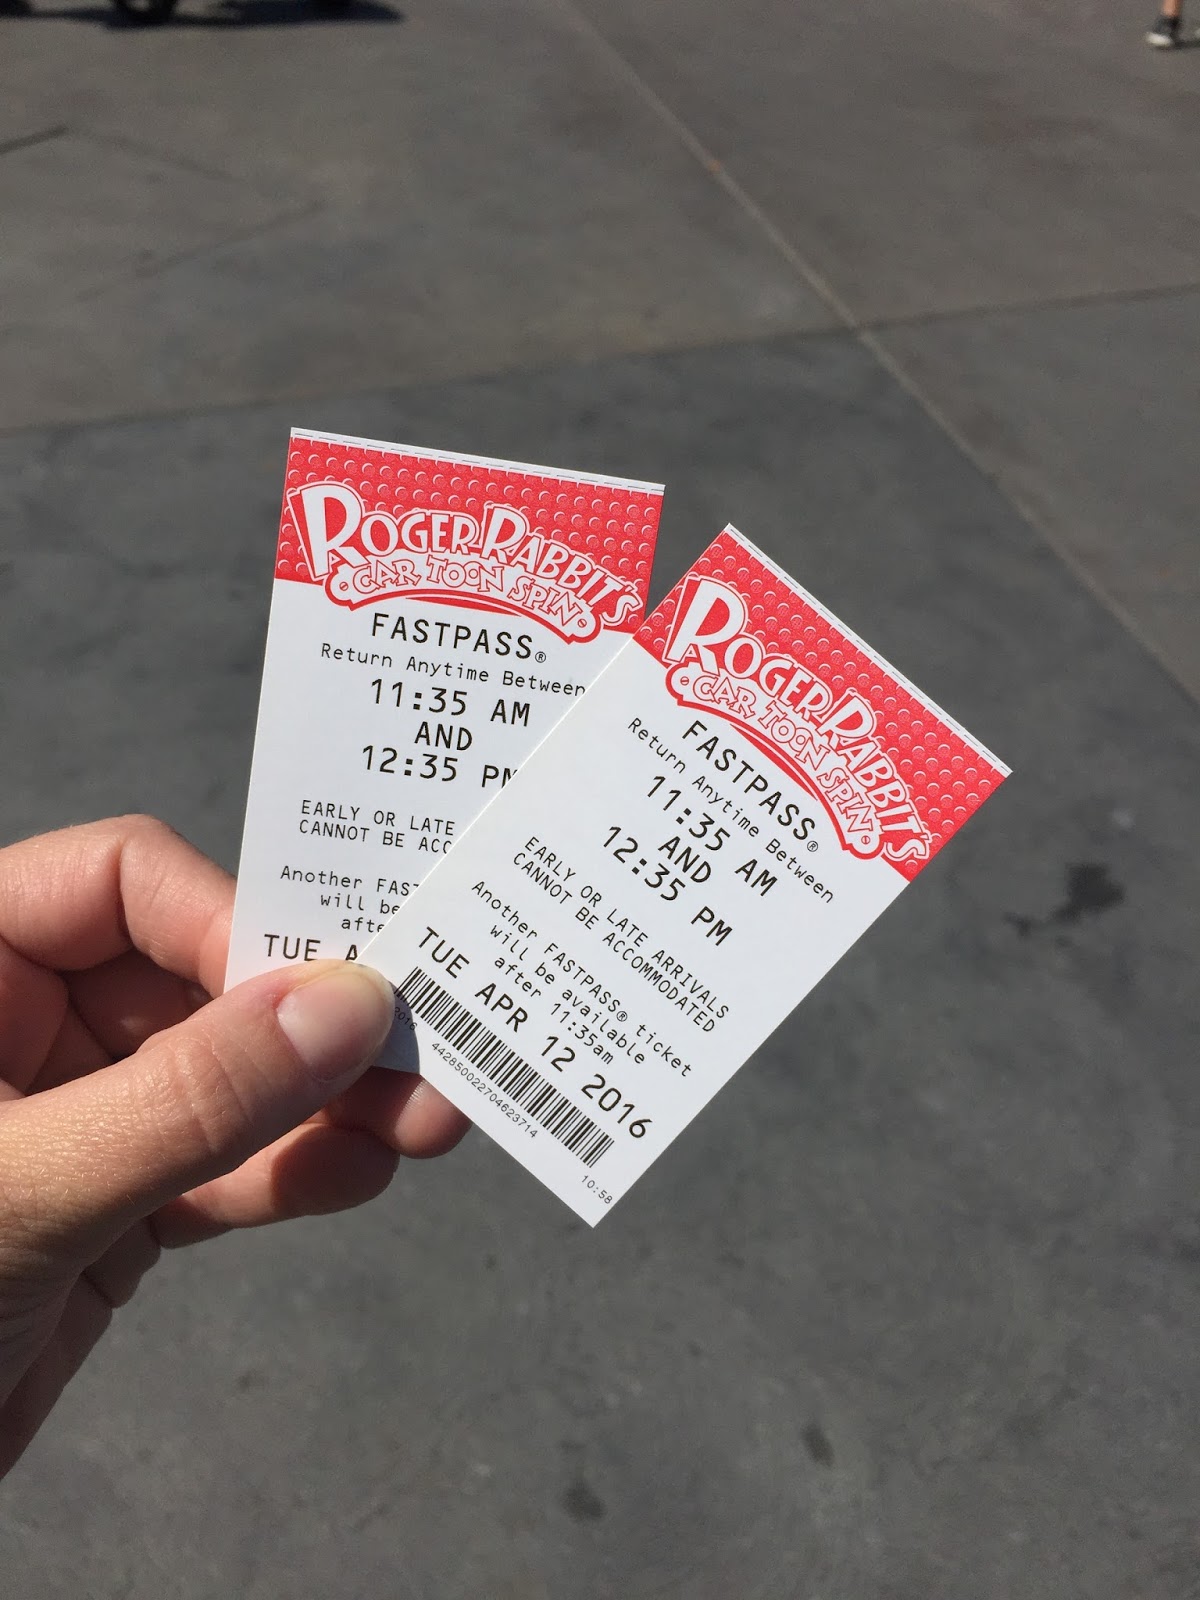 ROGER RABBIT'S
CAR TOON SPIN
FASTPASS®
Return Anytime Between
11:35 AM
AND
12:35 PM
EARLY OR LATE
CANNOT BE
Another
will be
TUE
2016
ROGER RABBIT'S
CAR TOON SPIN
FASTPASS®
Return Anytime Between
11:35 AM
AND
12:35 PM
EARLY OR LATE ARRIVALS
CANNOT BE ACCOMMODATED
Another FASTPASS® ticket
will be available
after 11:35am
TUE APR 12 2016
442850022704623714
10:58